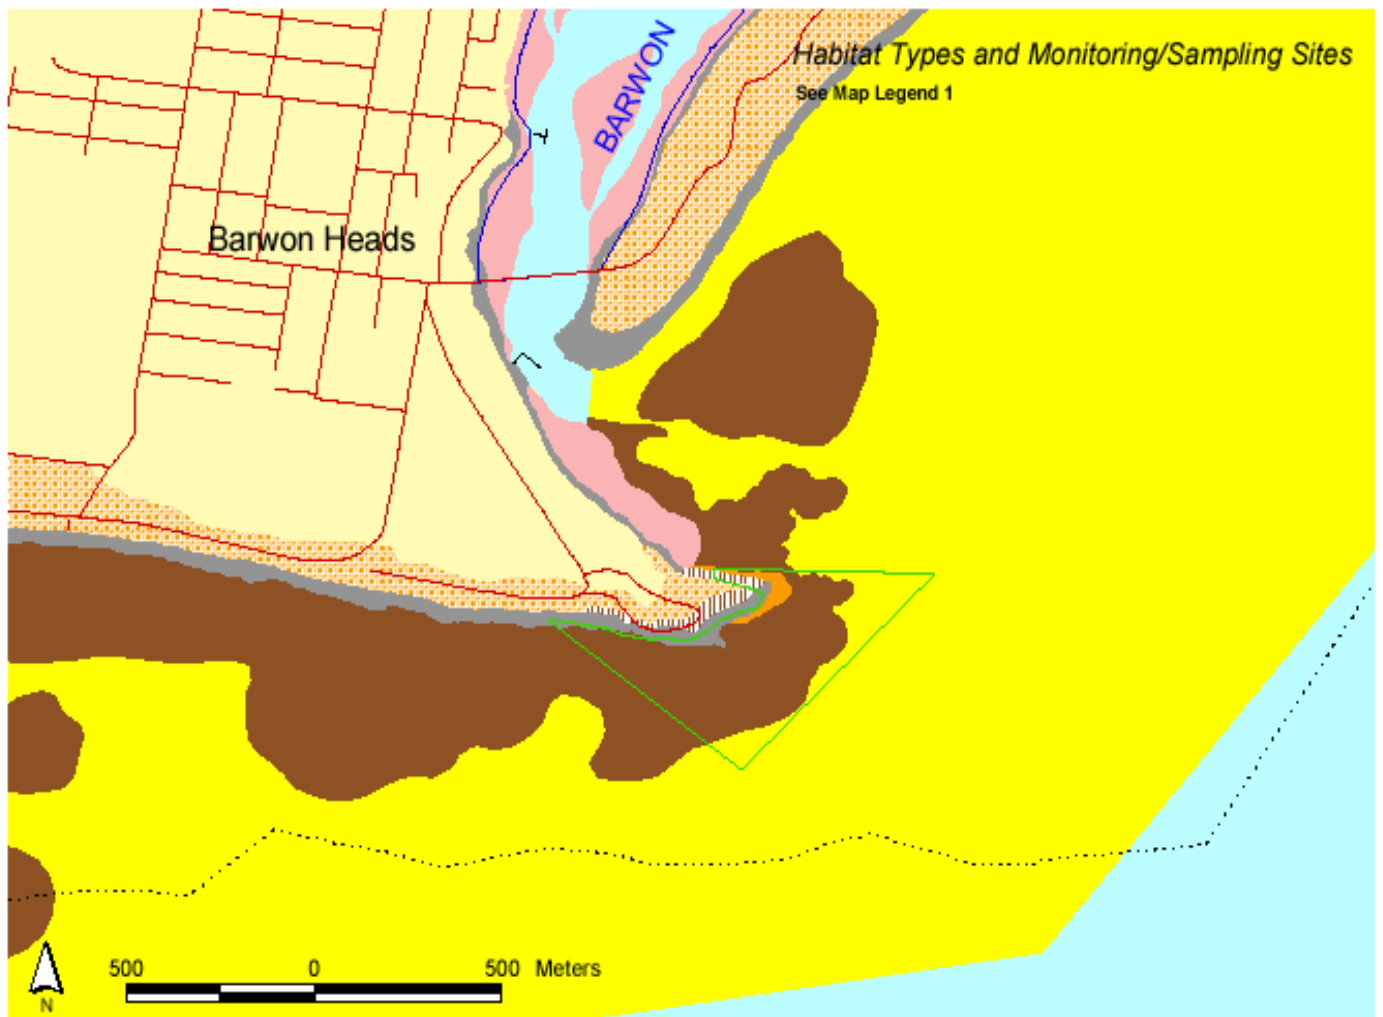 Habitat Types and Monitoring/Sampling Sites
See Map Legend 1
BARWON
Barwon Heads
500 0 500 Meters
N